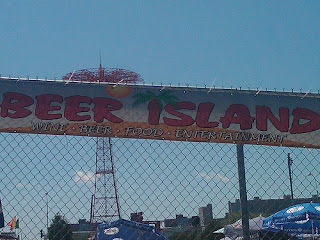 BEER ISLAND
WINE • BEER • FOOD • ENTERTAINMENT